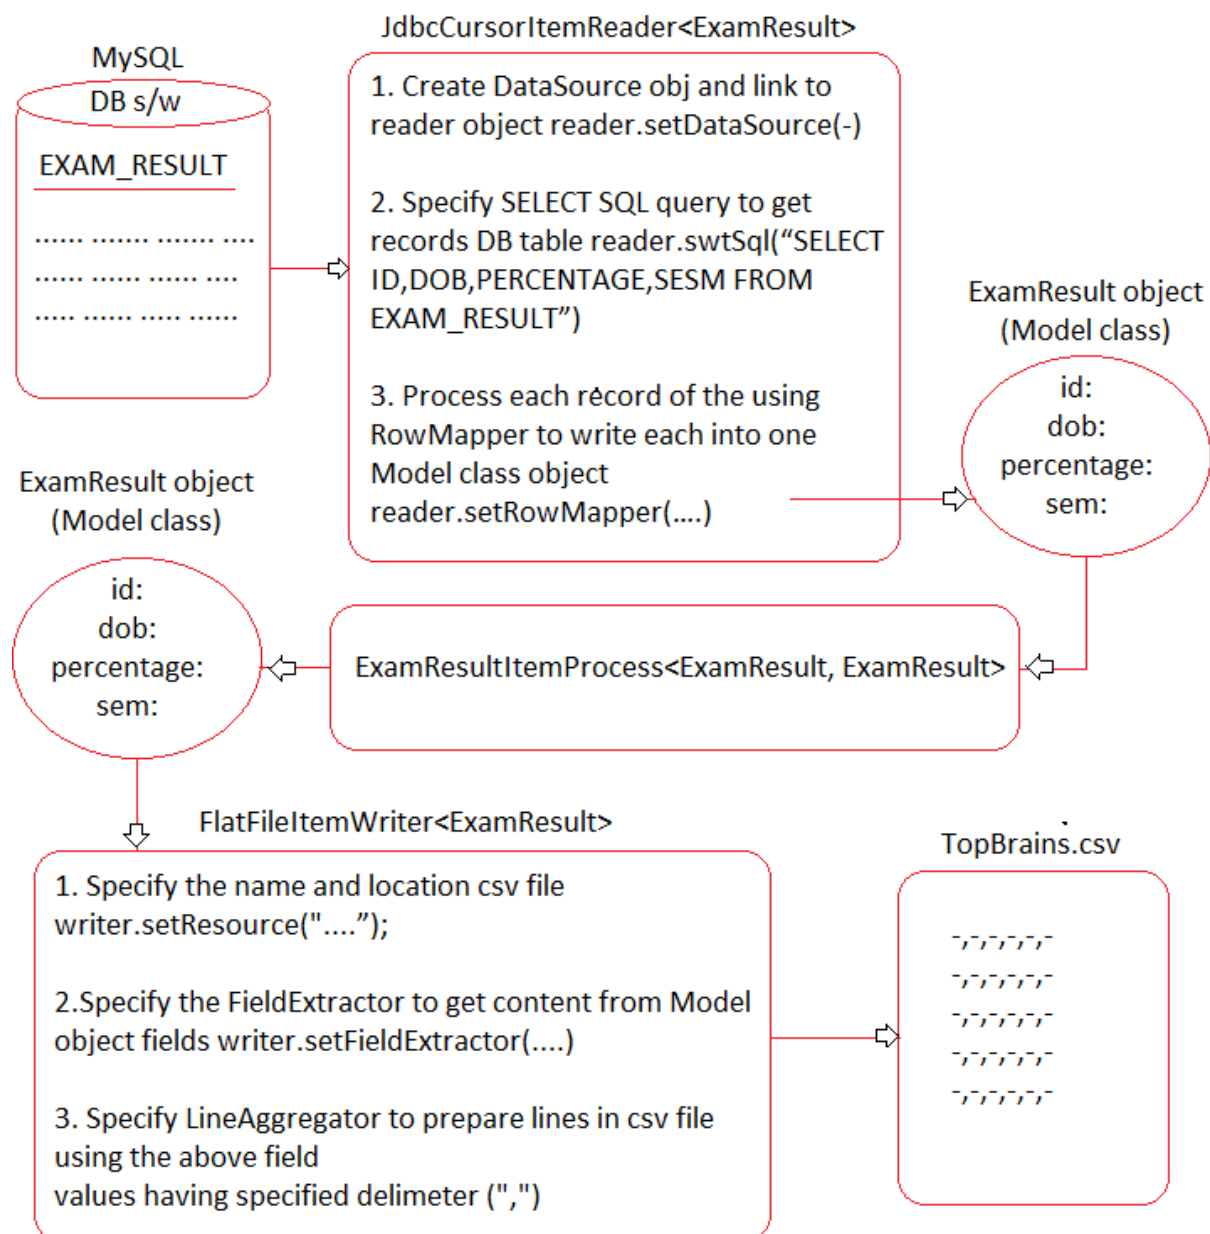 JdbcCursorItemReader<ExamResult>
MySQL
DB s/w
EXAM_RESULT
...... ....... ....... ....
...... ...... ...... ....
..... ...... ..... ......
1. Create DataSource obj and link to
reader object reader.setDataSource(-)
2. Specify SELECT SQL query to get
records DB table reader.swtSql(“SELECT
ID,DOB,PERCENTAGE,SESM FROM
EXAM_RESULT”)
3. Process each record of the using
RowMapper to write each into one
Model class object
reader.setRowMapper(....)
ExamResult object
(Model class)
id:
dob:
percentage:
sem:
ExamResultItemProcess<ExamResult, ExamResult>
ExamResult object
(Model class)
id:
dob:
percentage:
sem:
FlatFileItemWriter<ExamResult>
1. Specify the name and location csv file
writer.setResource("....”);
2.Specify the FieldExtractor to get content from Model
object fields writer.setFieldExtractor(....)
3. Specify LineAggregator to prepare lines in csv file
using the above field
values having specified delimeter (",")
TopBrains.csv
-,-,-,-,-,-
-,-,-,-,-,-
-,-,-,-,-,-
-,-,-,-,-,-
-,-,-,-,-,-